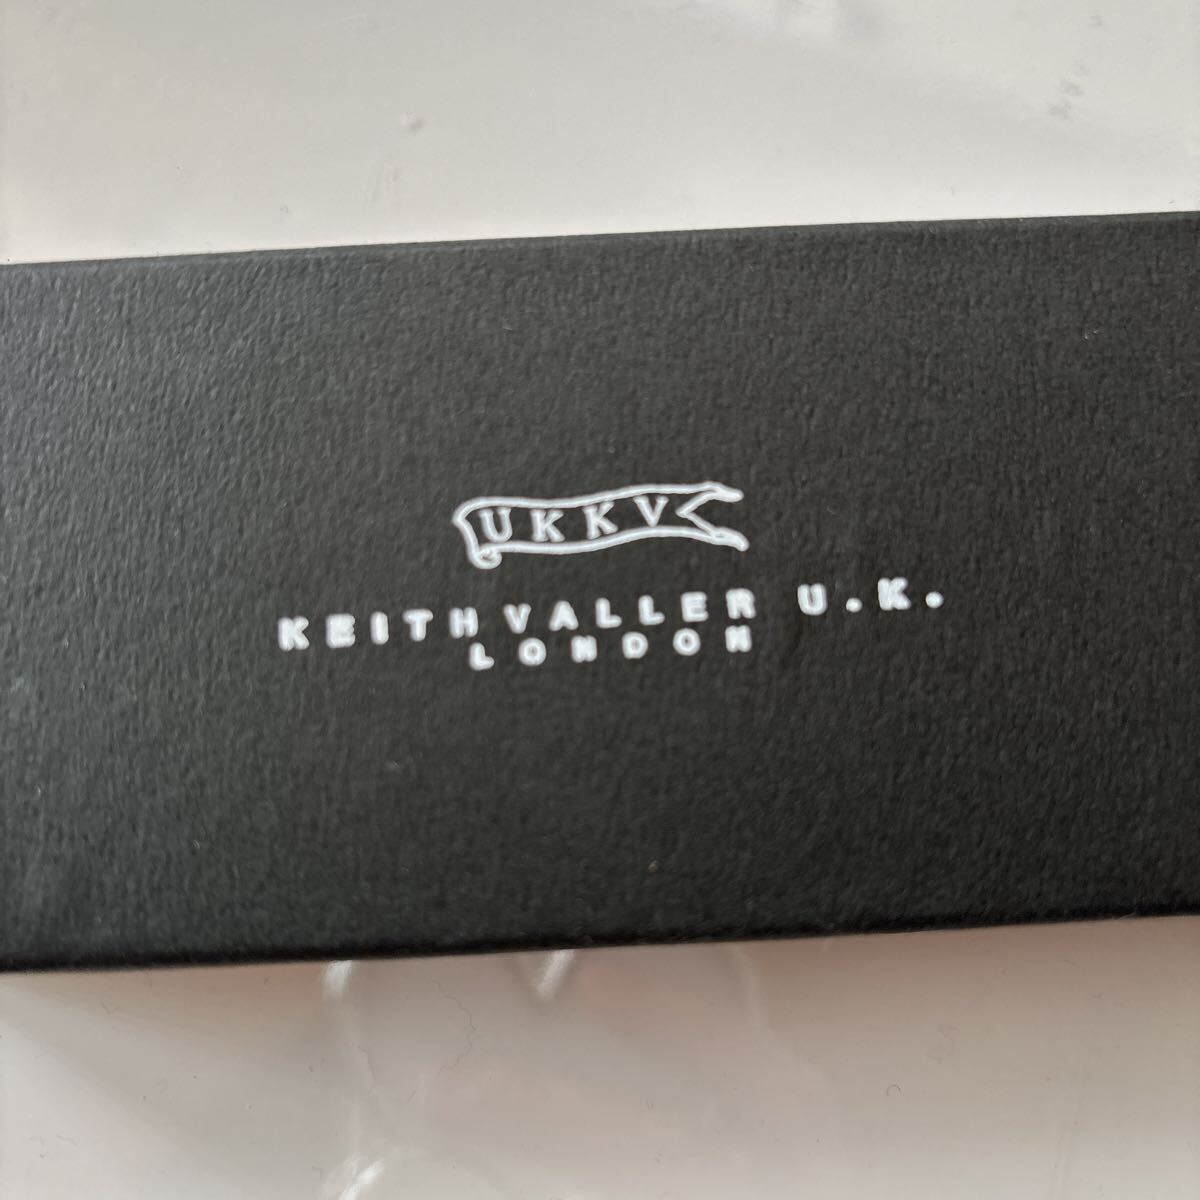 UKKV
KEITH VALLER U.K.
LONDON